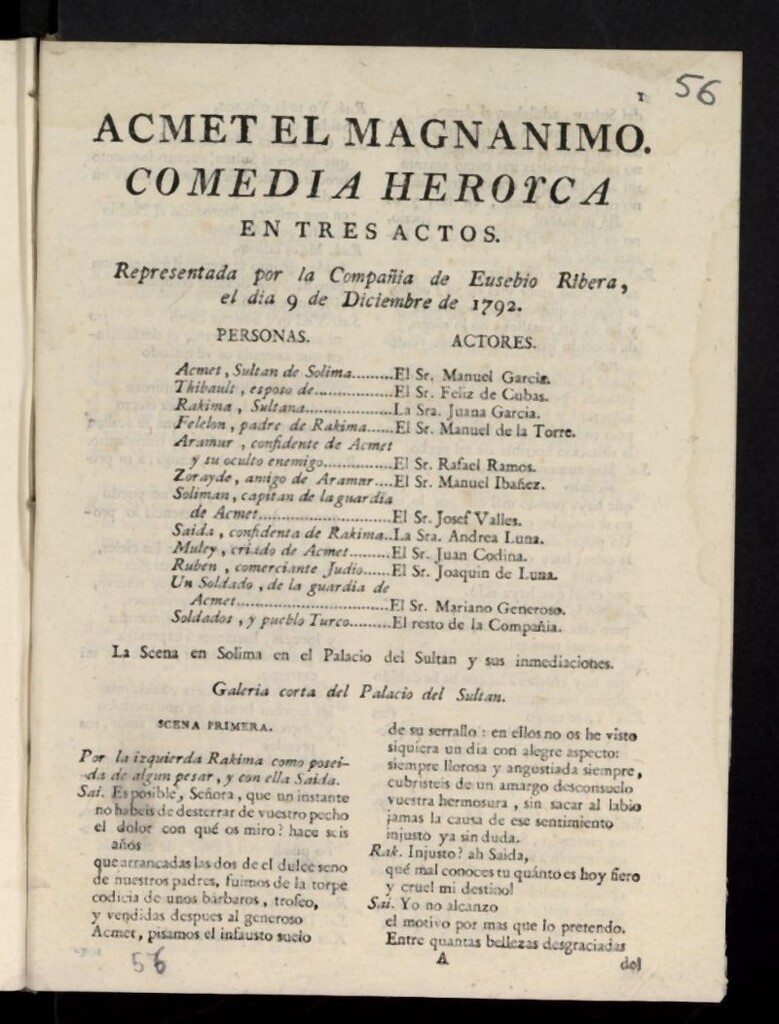 1
56
ACMET EL MAGNANIMO.
COMEDIA HEROYCA
EN TRES ACTOS.
Representada por la Compañia de Eusebio Ribera,
el dia 9 de Diciembre de 1792.
PERSONAS. ACTORES.
Acmet, Sultan de Solima.........El Sr. Manuel Garcia.
Thibault, esposo de................El Sr. Feliz de Cubas.
Rakima, Sultana..................La Sra. Juana Garcia.
Felelon, padre de Rakima......El Sr. Manuel de la Torre.
Aramur, confidente de Acmet
y su oculto enemigo..............El Sr. Rafael Ramos.
Zorayde, amigo de Aramur....El Sr. Manuel Ibañez.
Soliman, capitan de la guardia
de Acmet...........................El Sr. Josef Valles.
Saida, confidenta de Rakima..La Sra. Andrea Luna.
Muley, criado de Acmet.........El Sr. Juan Codina.
Ruben, comerciante Judio......El Sr. Joaquin de Luna.
Un Soldado, de la guardia de
Acmet...............................El Sr. Mariano Generoso.
Soldados, y pueblo Turco.........El resto de la Compañia.
La Scena en Solima en el Palacio del Sultan y sus inmediaciones.
Galeria corta del Palacio del Sultan.
SCENA PRIMERA.
Por la izquierda Rakima como posei-
da de algun pesar, y con ella Saida.
Sai. Es posible, Señora, que un instante
no habeis de desterrar de vuestro pecho
el dolor con qué os miro? hace seis
años
que arrancadas las dos de el dulce seno
de nuestros padres, fuimos de la torpe
codicia de unos bárbaros, trofeo,
y vendidas despues al generoso
Acmet, pisamos el infausto suelo
56
de su serrallo: en ellos no os he visto
siquiera un dia con alegre aspecto:
siempre llorosa y angustiada siempre,
cubristeis de un amargo desconsuelo
vuestra hermosura, sin sacar al labio
jamas la causa de ese sentimiento
injusto ya sin duda.
Rak. Injusto? ah Saida,
qué mal conoces tu quánto es hoy fiero
y cruel mi destino!
Sai. Yo no alcanzo
el motivo por mas que lo pretendo.
Entre quantas bellezas desgraciadas
A
del